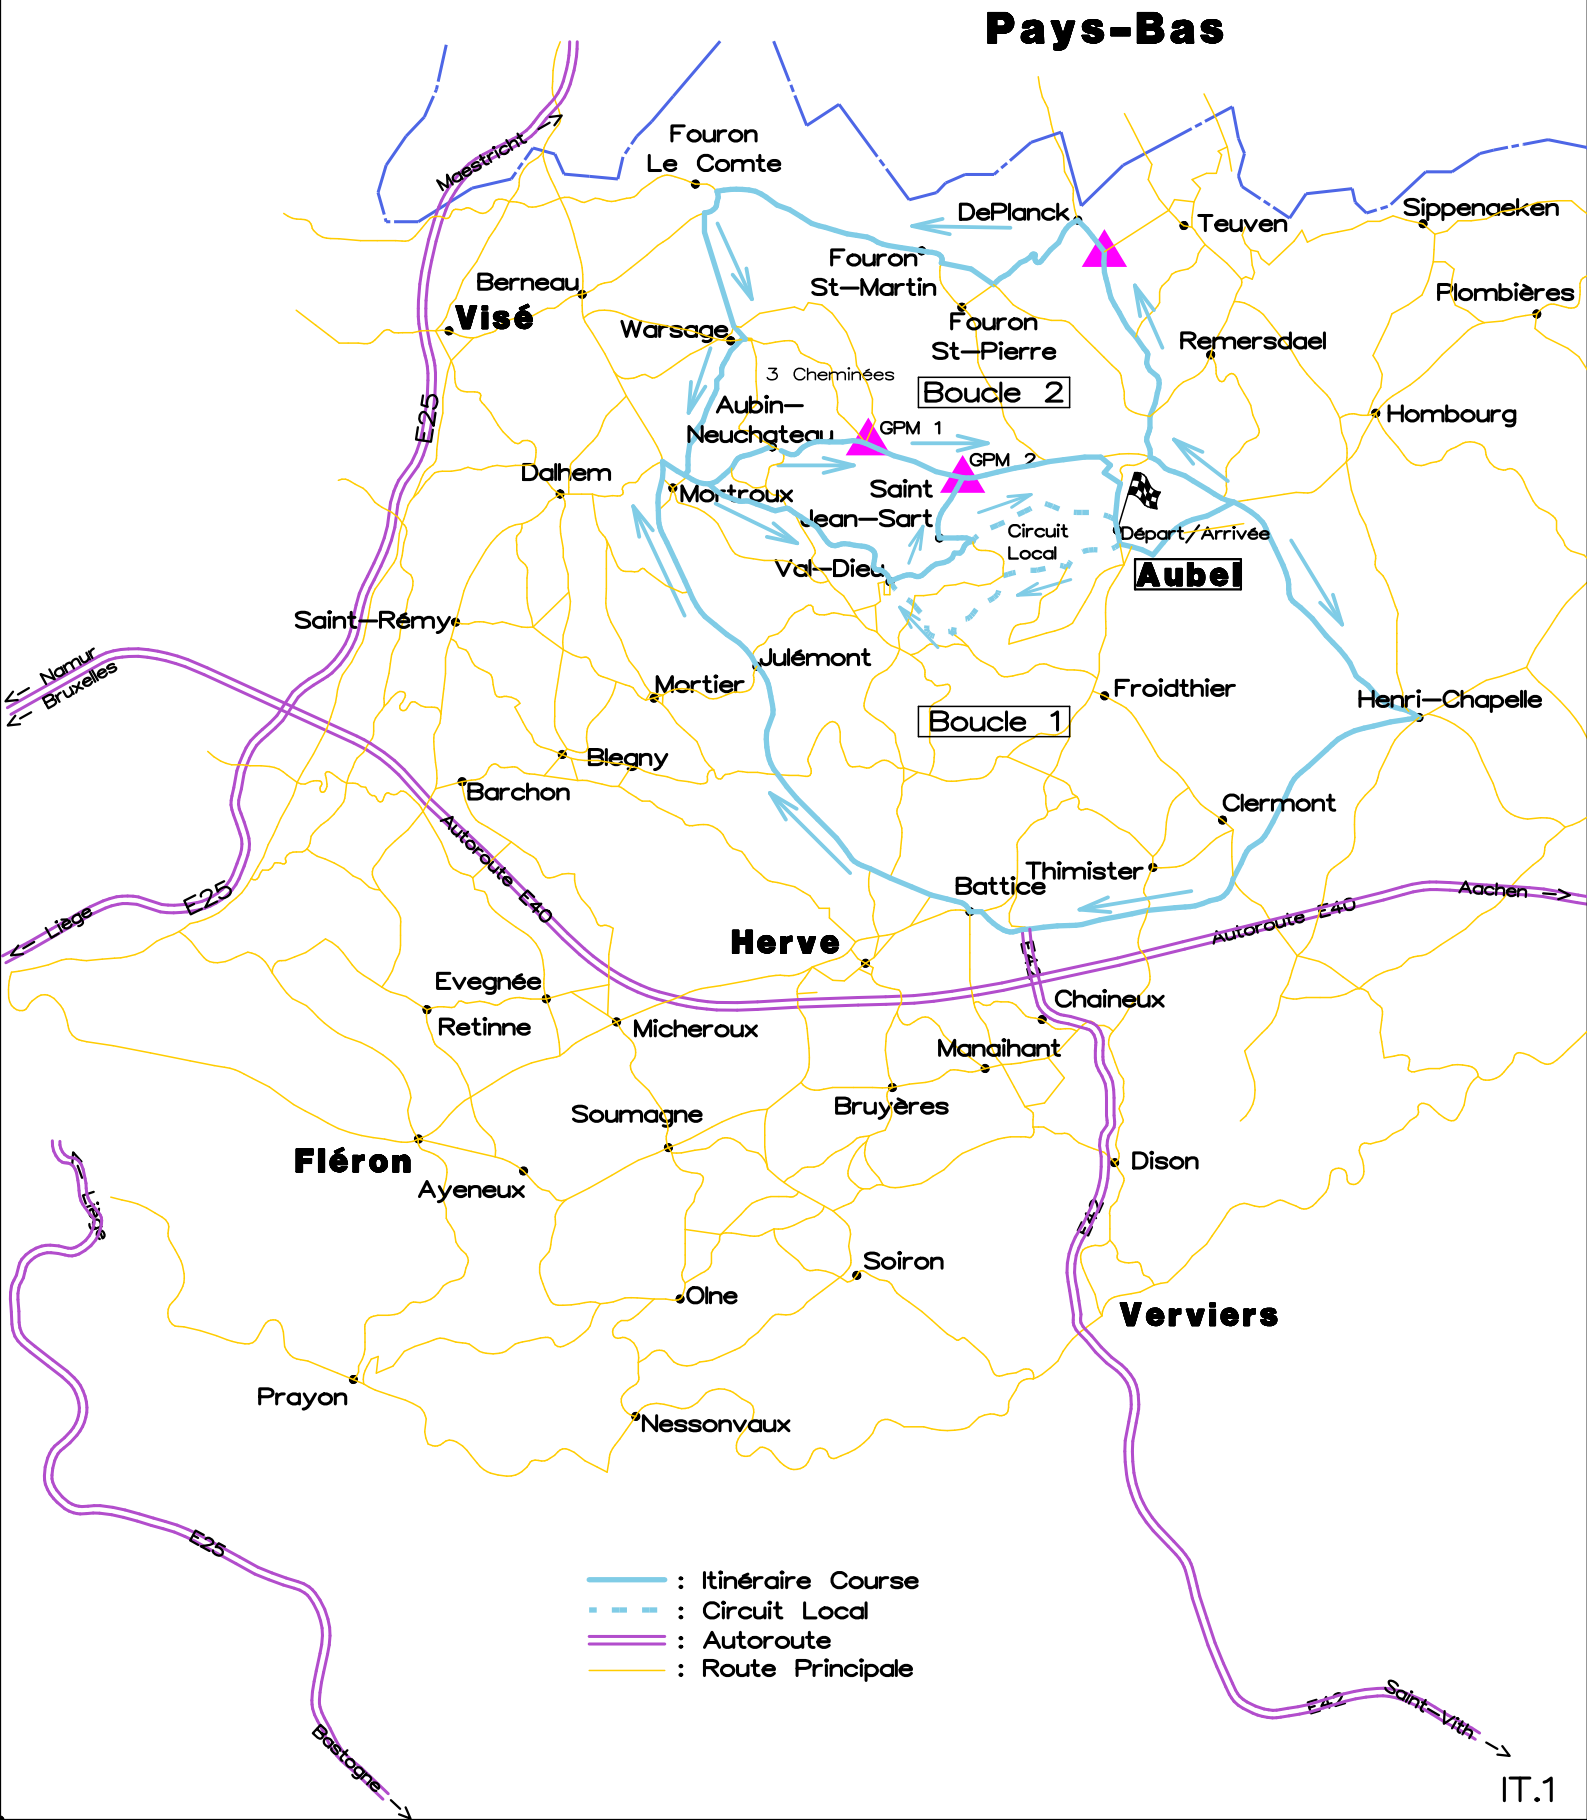 Pays-Bas
Maestricht
Fouron
Le Comte
DePlanck
Teuven
Sippenaeken
Fouron
St-Martin
Berneau
Visé
Plombières
Warsage
Fouron
St-Pierre
Remersdael
3 Cheminées
Boucle 2
E25
Aubin-
Neuchateau
GPM 1
Hombourg
GPM 2
Dalhem
Mortroux
Saint
Jean-Sart
Circuit
Local
Départ/Arrivée
Val-Dieu
Aubel
Saint-Rémy
Namur
Bruxelles
Julémont
Mortier
Froidthier
Henri-Chapelle
Boucle 1
Blegny
Barchon
Clermont
Autoroute E40
Thimister
Battice
Aachen
E25
Liège
Autoroute E40
Herve
E42
Evegnée
Retinne
Micheroux
Chaineux
Manaihant
Bruyères
Soumagne
Fléron
Ayeneux
Dison
Liège
E42
Soiron
Olne
Verviers
Prayon
Nessonvaux
E25
: Itinéraire Course
: Circuit Local
: Autoroute
: Route Principale
E42
Saint-Vith
Bastogne
IT.1